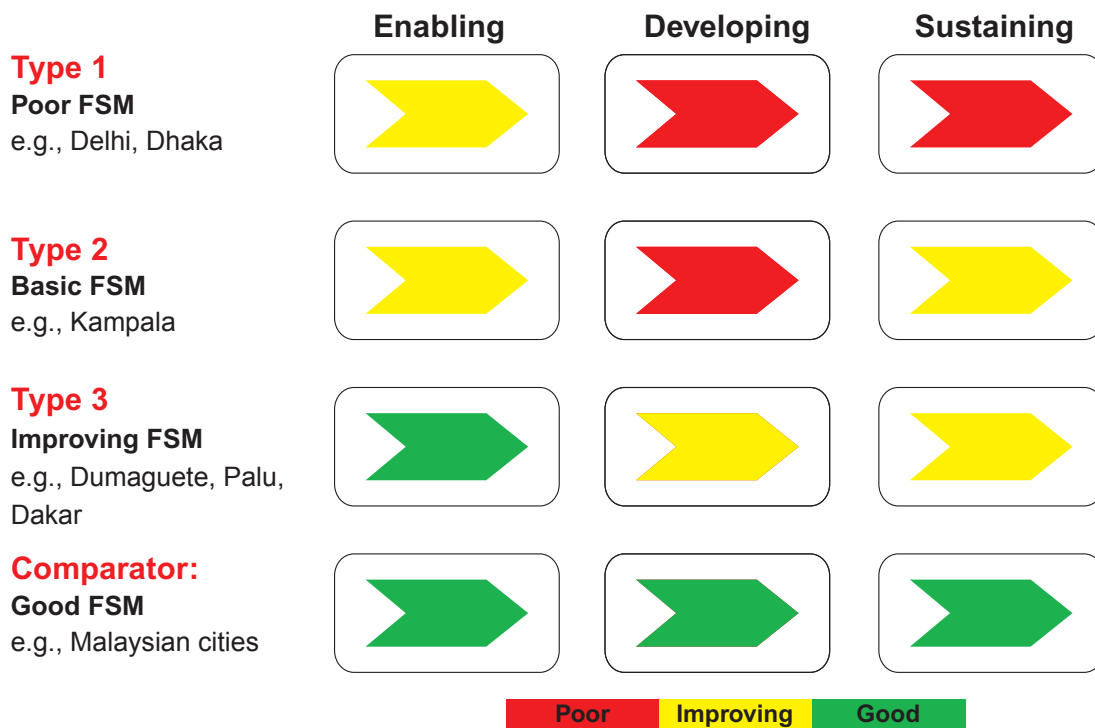 Enabling Developing Sustaining
Type 1
Poor FSM
e.g., Delhi, Dhaka
Type 2
Basic FSM
e.g., Kampala
Type 3
Improving FSM
e.g., Dumaguete, Palu,
Dakar
Comparator:
Good FSM
e.g., Malaysian cities
Poor Improving Good